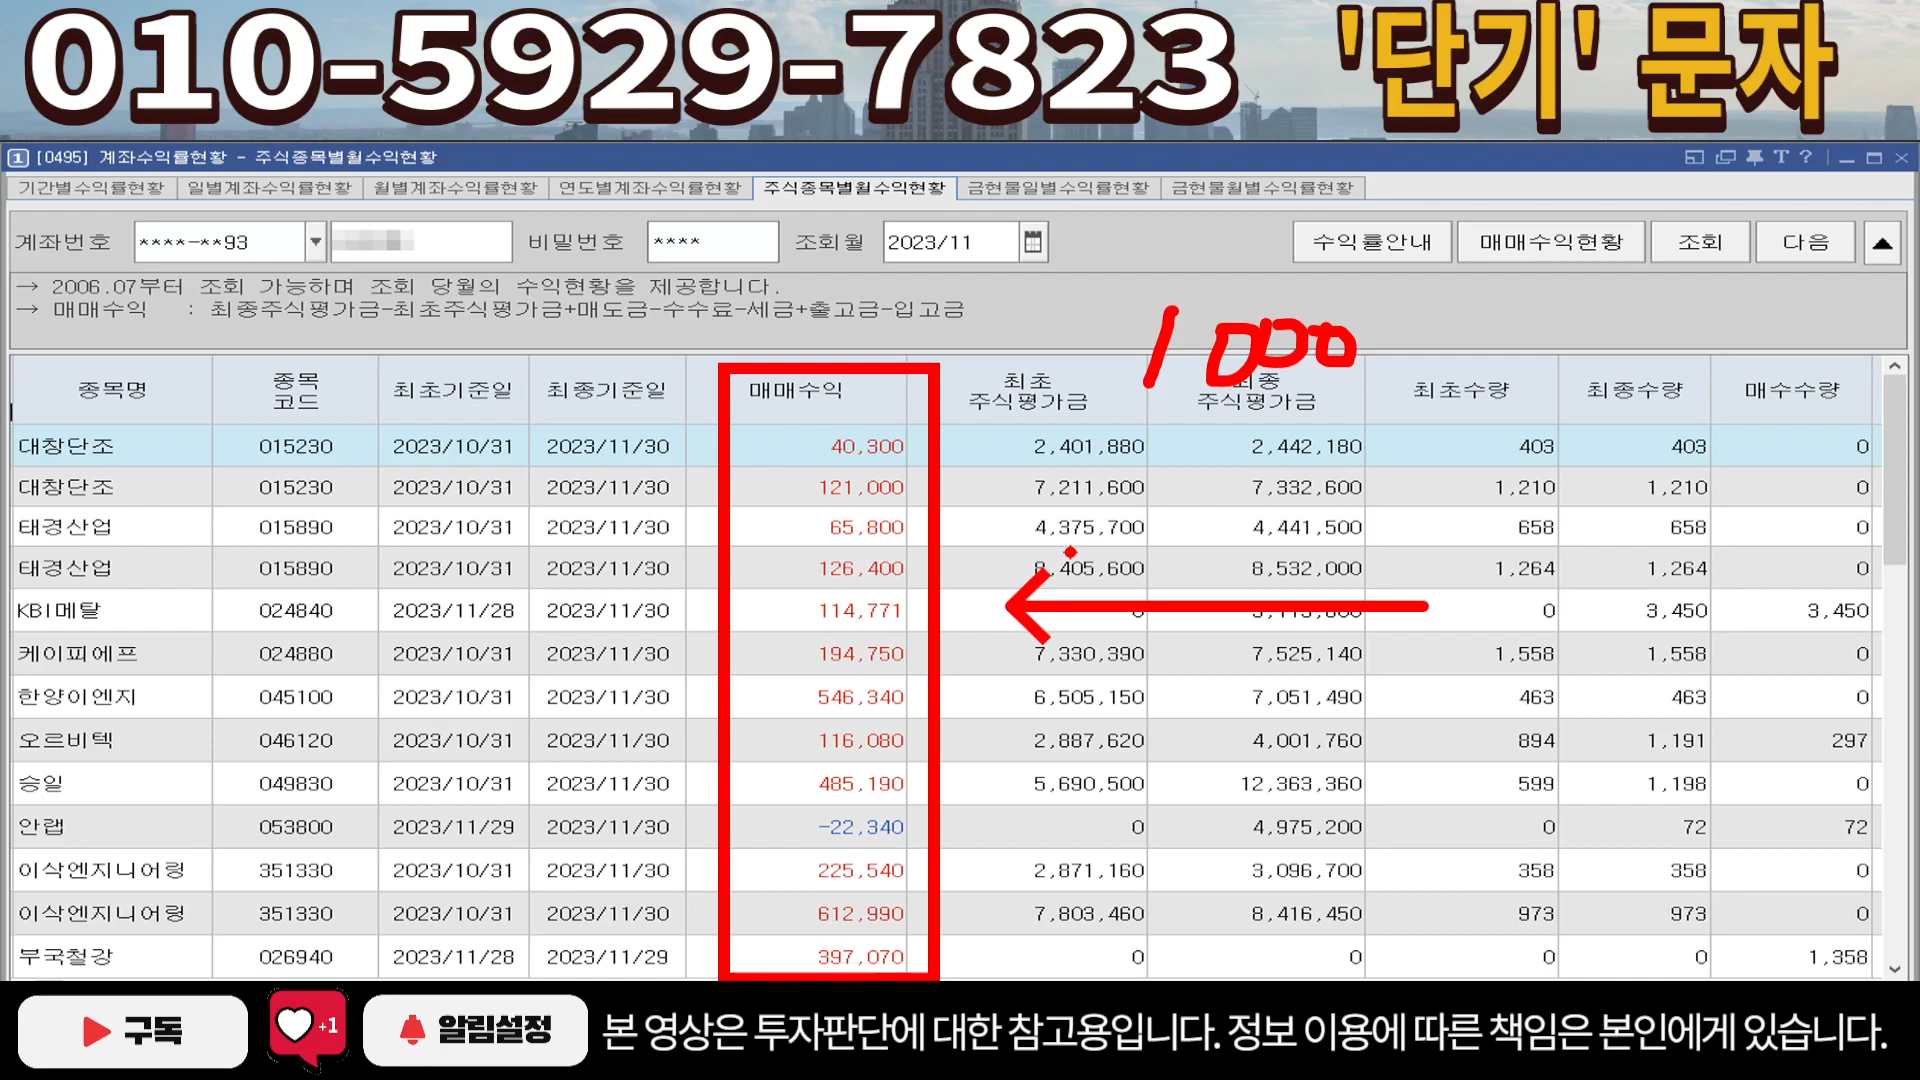 010-5929-7823 '단기' 문자
1 [0495] 계좌수익률현황 - 주식종목별월수익현황
기간별수익률현황 일별계좌수익률현황 월별계좌수익률현황 연도별계좌수익률현황 주식종목별월수익현황 금현물일별수익률현황 금현물월별수익률현황
계좌번호 ****-**93 비밀번호 **** 조회월 2023/11 수익률안내 매매수익현황 조회 다음
→ 2006.07부터 조회 가능하며 조회 당월의 수익현황을 제공합니다.
→ 매매수익 : 최종주식평가금-최초주식평가금+매도금-수수료-세금+출고금-입고금
1000
종목명 종목코드 최초기준일 최종기준일 매매수익 최초주식평가금 최종주식평가금 최초수량 최종수량 매수수량
대창단조 015230 2023/10/31 2023/11/30 40,300 2,401,880 2,442,180 403 403 0
대창단조 015230 2023/10/31 2023/11/30 121,000 7,211,600 7,332,600 1,210 1,210 0
태경산업 015890 2023/10/31 2023/11/30 65,800 4,375,700 4,441,500 658 658 0
태경산업 015890 2023/10/31 2023/11/30 126,400 8,405,600 8,532,000 1,264 1,264 0
KBI메탈 024840 2023/11/28 2023/11/30 114,771 0 0 3,450 3,450
케이피에프 024880 2023/10/31 2023/11/30 194,750 7,330,390 7,525,140 1,558 1,558 0
한양이엔지 045100 2023/10/31 2023/11/30 546,340 6,505,150 7,051,490 463 463 0
오르비텍 046120 2023/10/31 2023/11/30 116,080 2,887,620 4,001,760 894 1,191 297
승일 049830 2023/10/31 2023/11/30 485,190 5,690,500 12,363,360 599 1,198 0
안랩 053800 2023/11/29 2023/11/30 -22,340 0 4,975,200 0 72 72
이삭엔지니어링 351330 2023/10/31 2023/11/30 225,540 2,871,160 3,096,700 358 358 0
이삭엔지니어링 351330 2023/10/31 2023/11/30 612,990 7,803,460 8,416,450 973 973 0
부국철강 026940 2023/11/28 2023/11/29 397,070 0 0 0 0 1,358
구독 +1 알림설정 본 영상은 투자판단에 대한 참고용입니다. 정보 이용에 따른 책임은 본인에게 있습니다.